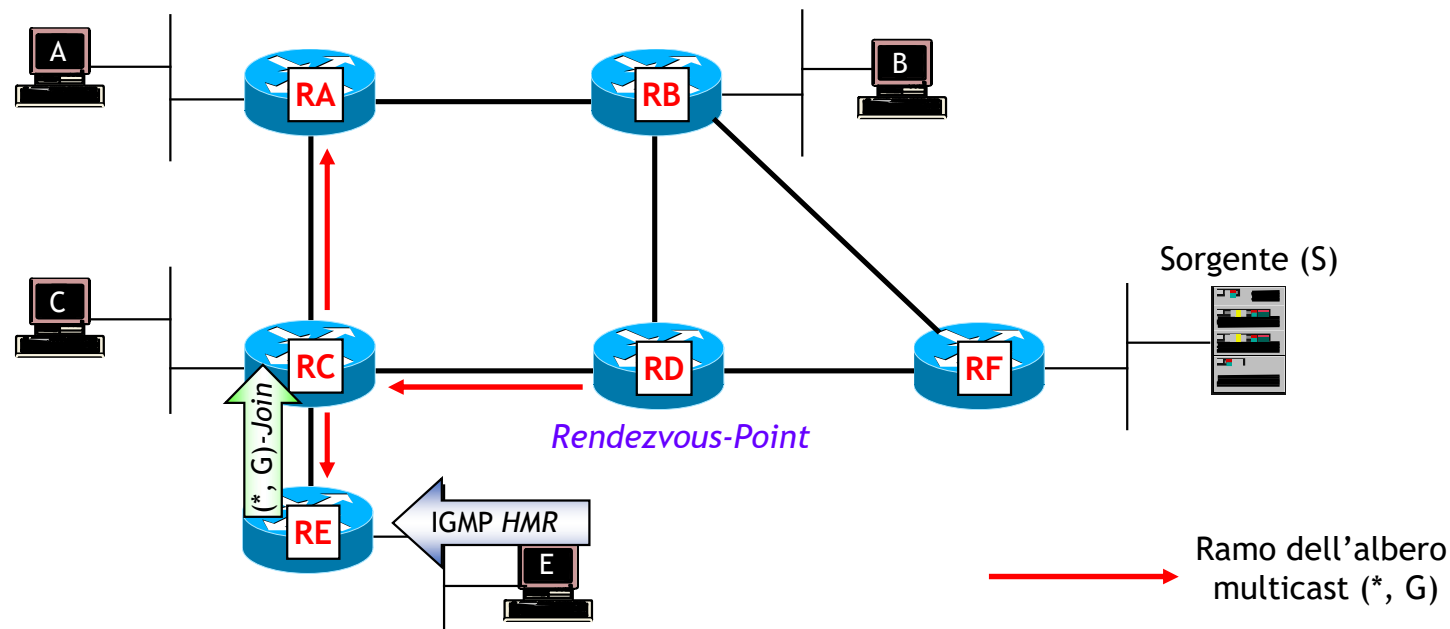 A
RA
RB
B
Sorgente (S)
C
RC
RD
RF
Rendezvous-Point
(*, G)-Join
RE
IGMP HMR
E
Ramo dell’albero
multicast (*, G)